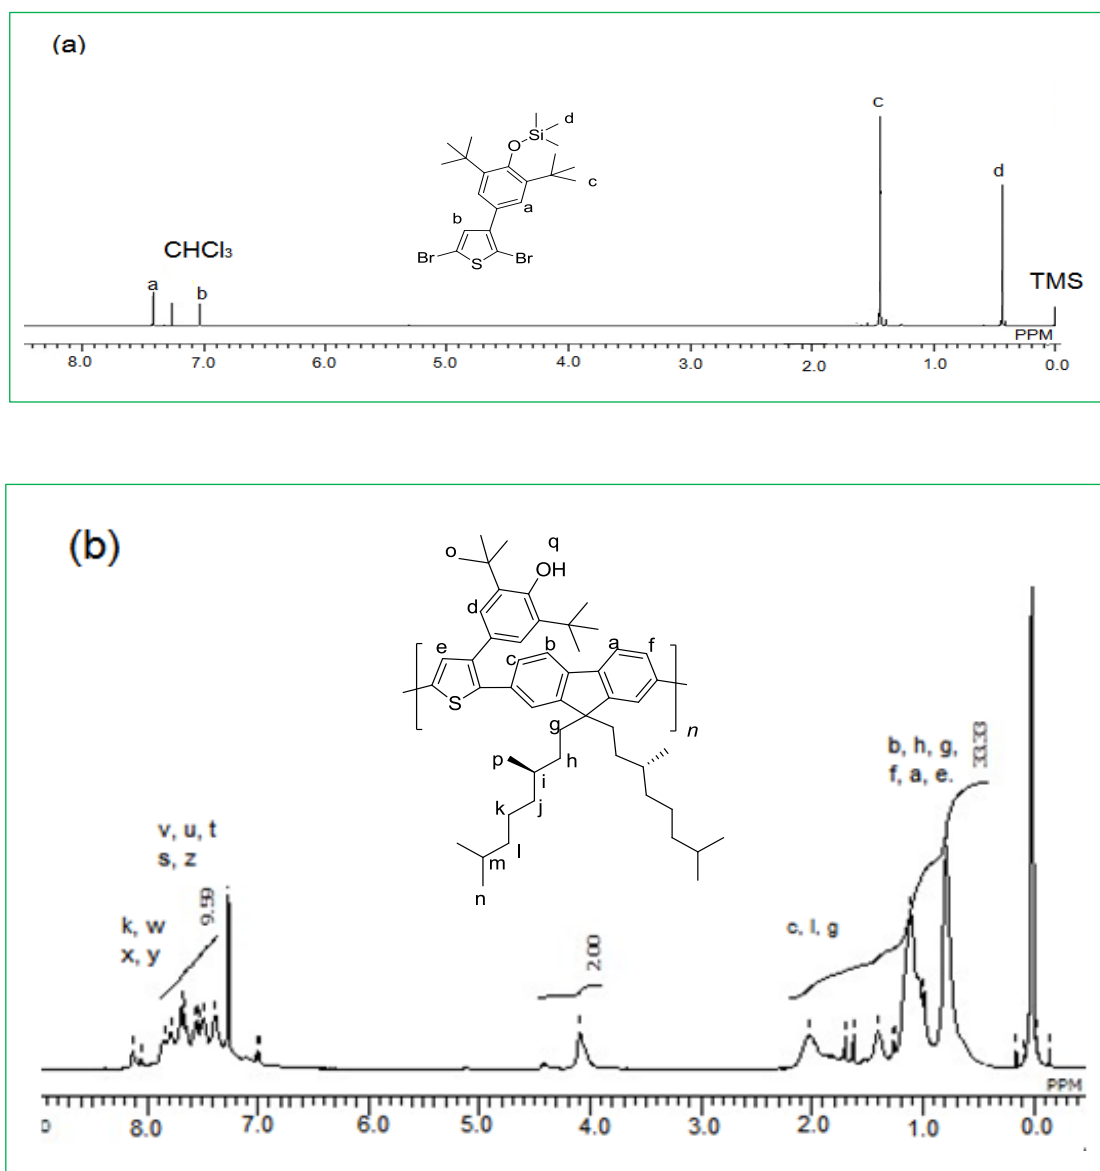 (a)
c
Si
d
O
d
c
a
b
CHCl3
Br
S
Br
TMS
a
b
PPM
8.0 7.0 6.0 5.0 4.0 3.0 2.0 1.0 0.0
(b)
q
o
OH
d
e
b
a
f
c
S
n
g
p
h
i
k
j
l
m
n
b, h, g,
f, a, e.
33.33
v, u, t
s, z
9.59
k, w
x, y
2.00
c, l, g
PPM
8.0 7.0 6.0 5.0 4.0 3.0 2.0 1.0 0.0